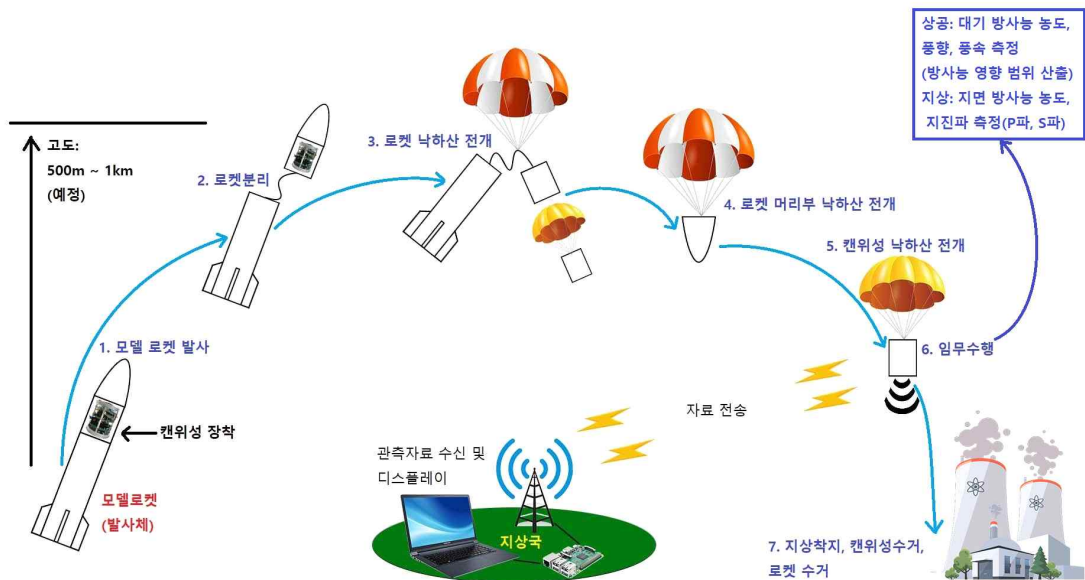 상공: 대기 방사능 농도,
풍향, 풍속 측정
(방사능 영향 범위 산출)
지상: 지면 방사능 농도,
지진파 측정(P파, S파)
고도:
500m ~ 1km
(예정)
1. 모델 로켓 발사
2. 로켓분리
3. 로켓 낙하산 전개
4. 로켓 머리부 낙하산 전개
5. 캔위성 낙하산 전개
6. 임무수행
캔위성 장착
모델로켓
(발사체)
자료 전송
관측자료 수신 및
디스플레이
지상국
7. 지상착지, 캔위성수거,
로켓 수거